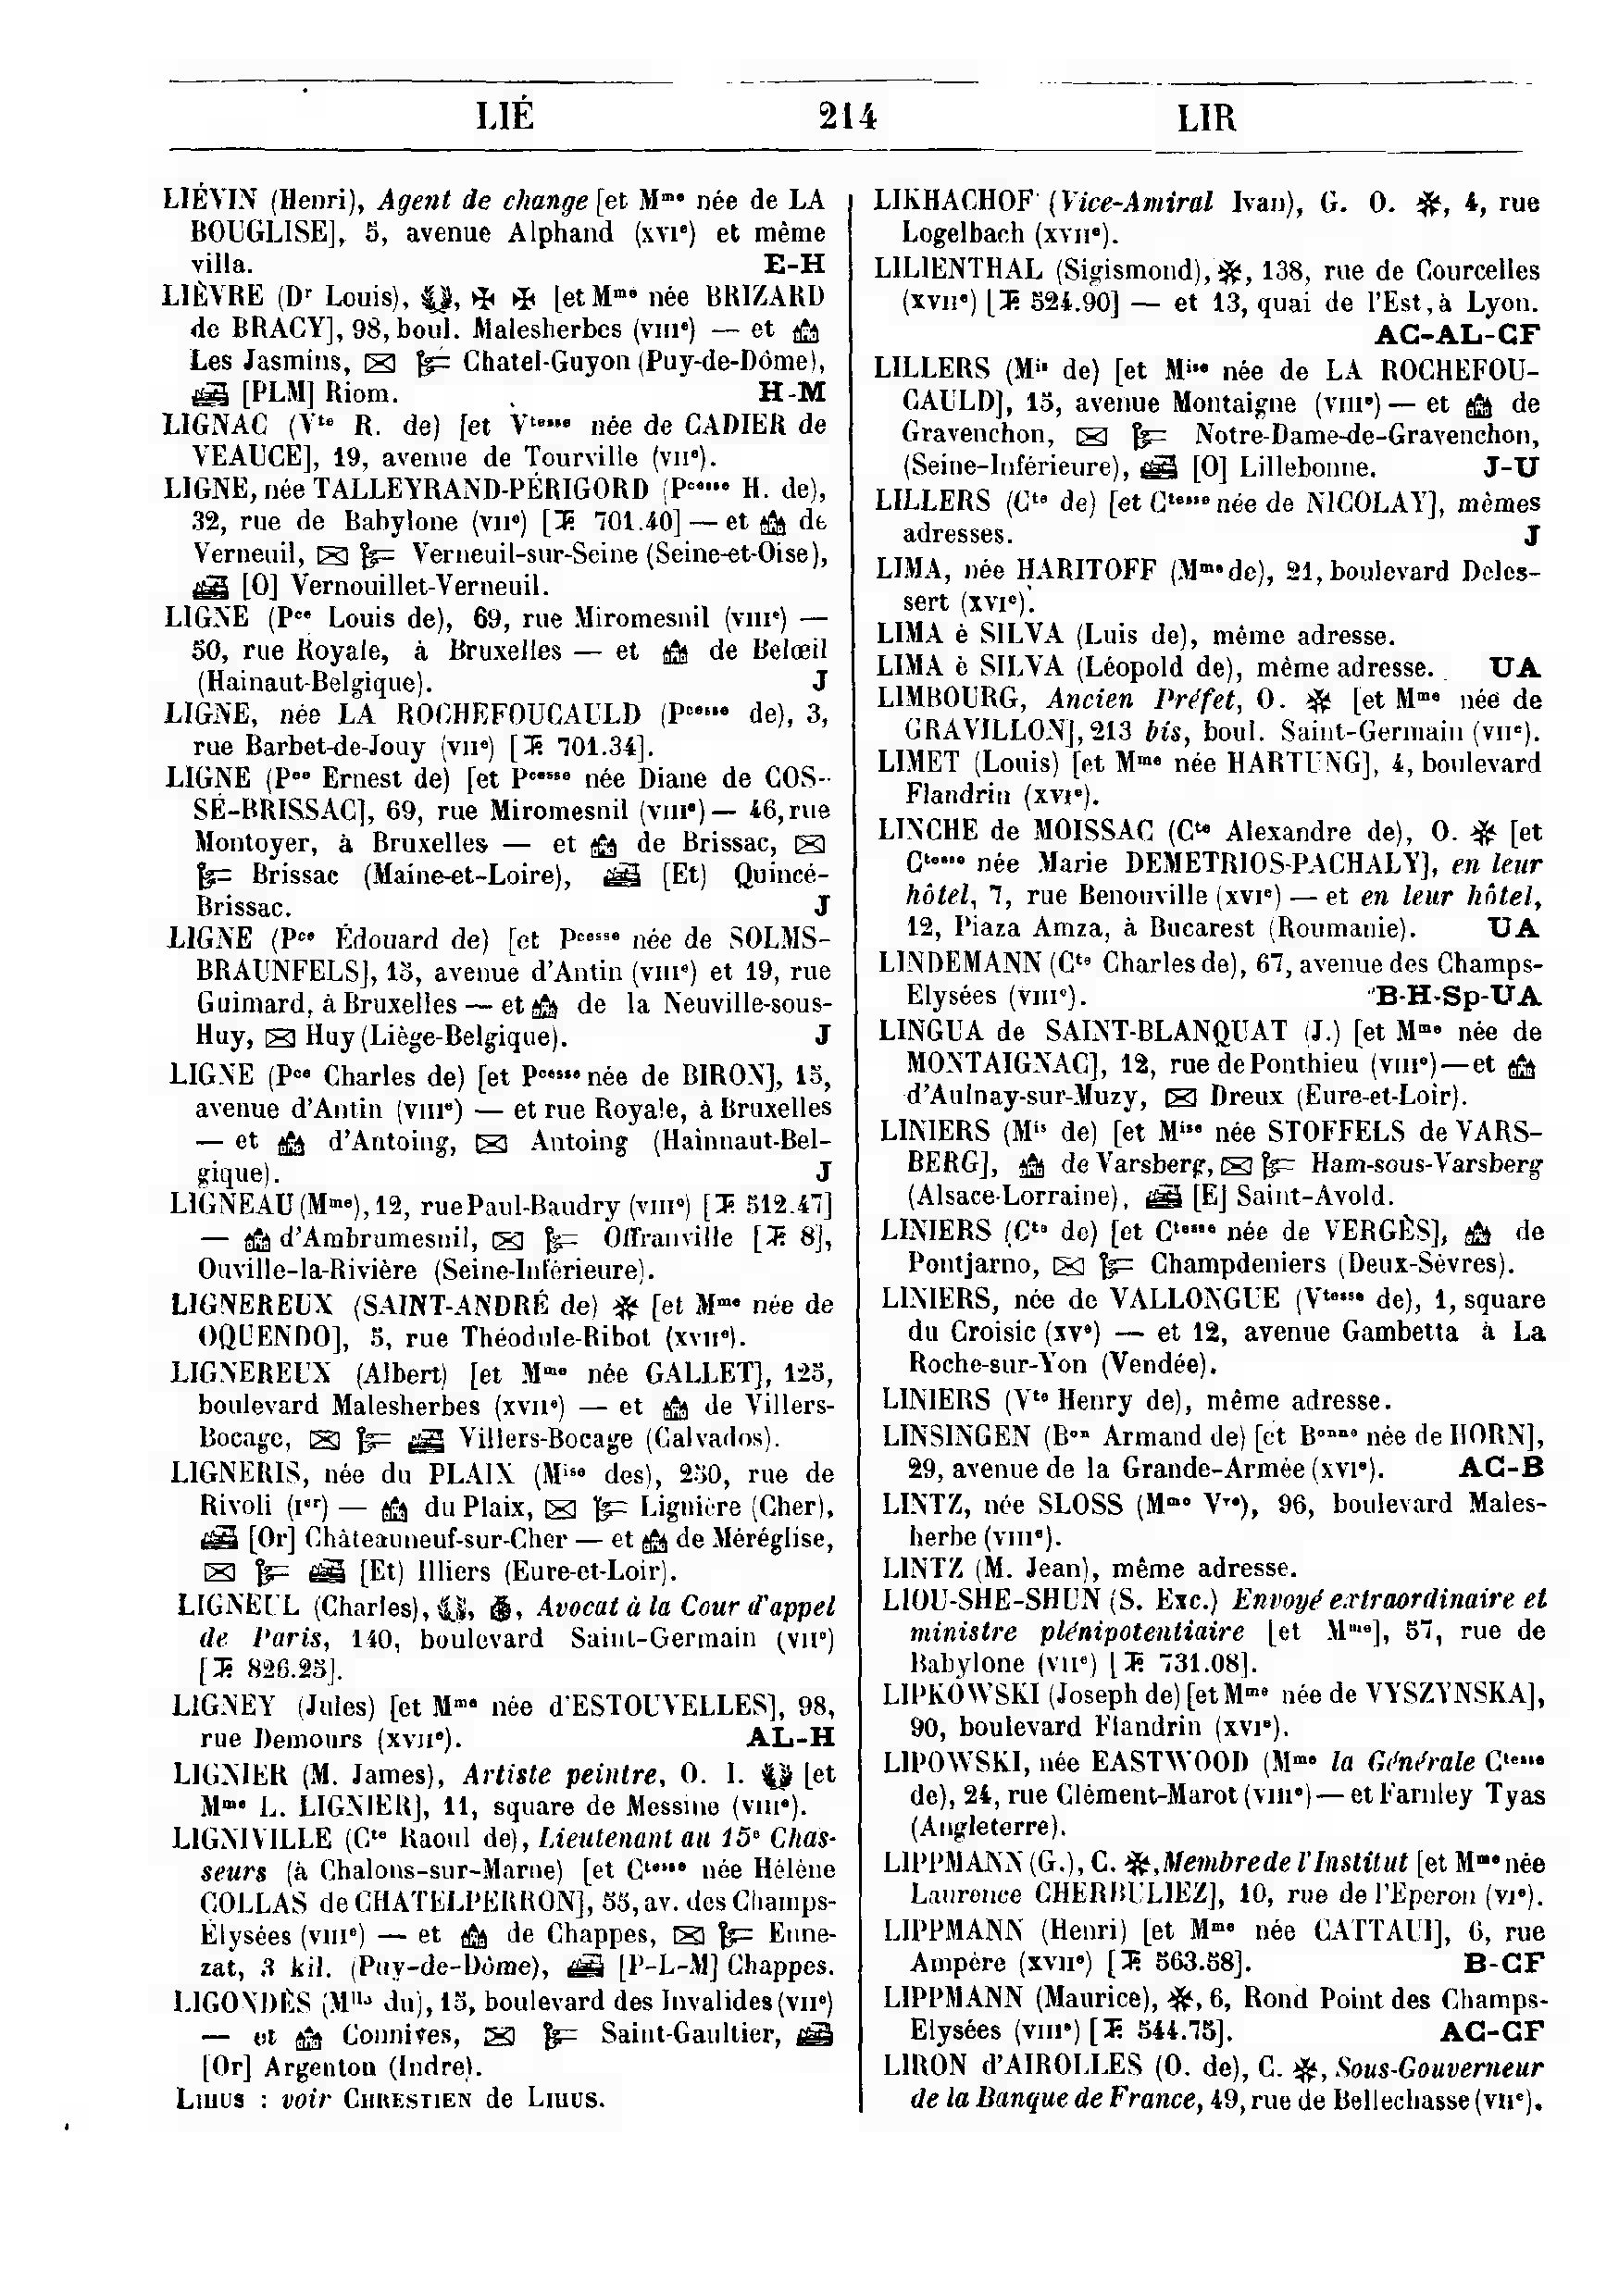 LIÉ 214 LIR
LIÉVIN (Henri), Agent de change [et Mme née de LA
BOUGLISE], 5, avenue Alphand (XVIe) et même
villa. E-H
LIÈVRE (Dr Louis), ✠ ✠ [et Mme née BRIZARD
de BRACY], 98, boul. Malesherbes (VIIIe) — et
Les Jasmins, Chatel-Guyon (Puy-de-Dôme),
[PLM] Riom. H-M
LIGNAC (Vte R. de) [et Vtesse née de CADIER de
VEAUCE], 19, avenue de Tourville (VIIe).
LIGNE, née TALLEYRAND-PÉRIGORD (Pcesse H. de),
32, rue de Babylone (VIIe) [T. 701.40] — et de
Verneuil, Verneuil-sur-Seine (Seine-et-Oise),
[O] Vernouillet-Verneuil.
LIGNE (Pce Louis de), 69, rue Miromesnil (VIIIe) —
50, rue Royale, à Bruxelles — et de Belœil
(Hainaut-Belgique). J
LIGNE, née LA ROCHEFOUCAULD (Pcesse de), 3,
rue Barbet-de-Jouy (VIIe) [T. 701.34].
LIGNE (Pce Ernest de) [et Pcesse née Diane de COS-
SÉ-BRISSAC], 69, rue Miromesnil (VIIIe) — 46, rue
Montoyer, à Bruxelles — et de Brissac,
Brissac (Maine-et-Loire), [Et) Quincé-
Brissac. J
LIGNE (Pce Édouard de) [et Pcesse née de SOLMS-
BRAUNFELS], 15, avenue d'Antin (VIIIe) et 19, rue
Guimard, à Bruxelles — et de la Neuville-sous-
Huy, Huy (Liège-Belgique). J
LIGNE (Pce Charles de) [et Pcesse née de BIRON], 15,
avenue d'Antin (VIIIe) — et rue Royale, à Bruxelles
— et d'Antoing, Antoing (Hainnaut-Bel-
gique). J
LIGNEAU (Mme), 12, rue Paul-Baudry (VIIIe) [T. 512.47]
— d'Ambrumesnil, Offranville [T. 8],
Ouville-la-Rivière (Seine-Inférieure).
LIGNEREUX (SAINT-ANDRÉ de) ✻ [et Mme née de
OQUENDO], 5, rue Théodule-Ribot (XVIIe).
LIGNEREUX (Albert) [et Mme née GALLET], 125,
boulevard Malesherbes (XVIIe) — et de Villers-
Bocage, Villers-Bocage (Calvados).
LIGNERIS, née du PLAIX (Mise des), 250, rue de
Rivoli (Ier) — du Plaix, Lignière (Cher),
[Or] Châteauneuf-sur-Cher — et de Méréglise,
[Et) Illiers (Eure-et-Loir).
LIGNEUL (Charles), Avocat à la Cour d'appel
de Paris, 140, boulevard Saint-Germain (VIIe)
[T. 826.25].
LIGNEY (Jules) [et Mme née d'ESTOUVELLES], 98,
rue Demours (XVIIe). AL-H
LIGNIER (M. James), Artiste peintre, O. I. [et
Mme L. LIGNIER], 11, square de Messine (VIIIe).
LIGNIVILLE (Cte Raoul de), Lieutenant au 15e Chas-
seurs (à Chalons-sur-Marne) [et Ctesse née Hélène
COLLAS de CHATELPERRON], 55, av. des Champs-
Élysées (VIIIe) — et de Chappes, Enne-
zat, 3 kil. (Puy-de-Dôme), [P-L-M] Chappes.
LIGONDÈS (Mlle du), 15, boulevard des Invalides (VIIe)
— et Connives, Saint-Gaultier,
[Or] Argenton (Indre).
LIHUS : voir CHRESTIEN de LIHUS.
LIKHACHOF (Vice-Amiral Ivan), G. O. ✻, 4, rue
Logelbach (XVIIe).
LILIENTHAL (Sigismond), ✻, 138, rue de Courcelles
(XVIIe) [T. 524.90] — et 13, quai de l'Est, à Lyon.
AC-AL-CF
LILLERS (Mis de) [et Mise née de LA ROCHEFOU-
CAULD], 15, avenue Montaigne (VIIIe) — et de
Gravenchon, Notre-Dame-de-Gravenchon,
(Seine-Inférieure), [O] Lillebonne. J-U
LILLERS (Cte de) [et Ctesse née de NICOLAY], mêmes
adresses. J
LIMA, née HARITOFF (Mme de), 21, boulevard Deles-
sert (XVIe).
LIMA è SILVA (Luis de), même adresse.
LIMA è SILVA (Léopold de), même adresse. UA
LIMBOURG, Ancien Préfet, O. ✻ [et Mme née de
GRAVILLON], 213 bis, boul. Saint-Germain (VIIe).
LIMET (Louis) [et Mme née HARTUNG], 4, boulevard
Flandrin (XVIe).
LINCHE de MOISSAC (Cte Alexandre de), O. ✻ [et
Ctesse née Marie DEMETRIOS-PACHALY], en leur
hôtel, 7, rue Benouville (XVIe) — et en leur hôtel,
12, Piaza Amza, à Bucarest (Roumanie). UA
LINDEMANN (Cte Charles de), 67, avenue des Champs-
Elysées (VIIIe). B-H-Sp-UA
LINGUA de SAINT-BLANQUAT (J.) [et Mme née de
MONTAIGNAC], 12, rue de Ponthieu (VIIIe) — et
d'Aulnay-sur-Muzy, Dreux (Eure-et-Loir).
LINIERS (Mis de) [et Mise née STOFFELS de VARS-
BERG], de Varsberg, Ham-sous-Varsberg
(Alsace-Lorraine), [E] Saint-Avold.
LINIERS (Cte de) [et Ctesse née de VERGÈS], de
Pontjarno, Champdeniers (Deux-Sèvres).
LINIERS, née de VALLONGUE (Vtesse de), 1, square
du Croisic (XVe) — et 12, avenue Gambetta à La
Roche-sur-Yon (Vendée).
LINIERS (Vte Henry de), même adresse.
LINSINGEN (Bon Armand de) [et Bonne née de HORN],
29, avenue de la Grande-Armée (XVIe). AC-B
LINTZ, née SLOSS (Mme Vve), 96, boulevard Males-
herbe (VIIIe).
LINTZ (M. Jean), même adresse.
LIOU-SHE-SHUN (S. Exc.) Envoyé extraordinaire et
ministre plénipotentiaire [et Mme], 57, rue de
Babylone (VIIe) [T. 731.08].
LIPKOWSKI (Joseph de) [et Mme née de VYSZYNSKA],
90, boulevard Flandrin (XVIe).
LIPOWSKI, née EASTWOOD (Mme la Générale Ctesse
de), 24, rue Clément-Marot (VIIIe) — et Farnley Tyas
(Angleterre).
LIPPMANN (G.), C. ✻, Membre de l'Institut [et Mme née
Laurence CHERBULIEZ], 10, rue de l'Eperon (VIe).
LIPPMANN (Henri) [et Mme née CATTAUI], 6, rue
Ampère (XVIIe) [T. 563.58]. B-CF
LIPPMANN (Maurice), ✻, 6, Rond Point des Champs-
Elysées (VIIIe) [T. 544.75]. AC-CF
LIRON d'AIROLLES (O. de), C. ✻, Sous-Gouverneur
de la Banque de France, 49, rue de Bellechasse (VIIe).